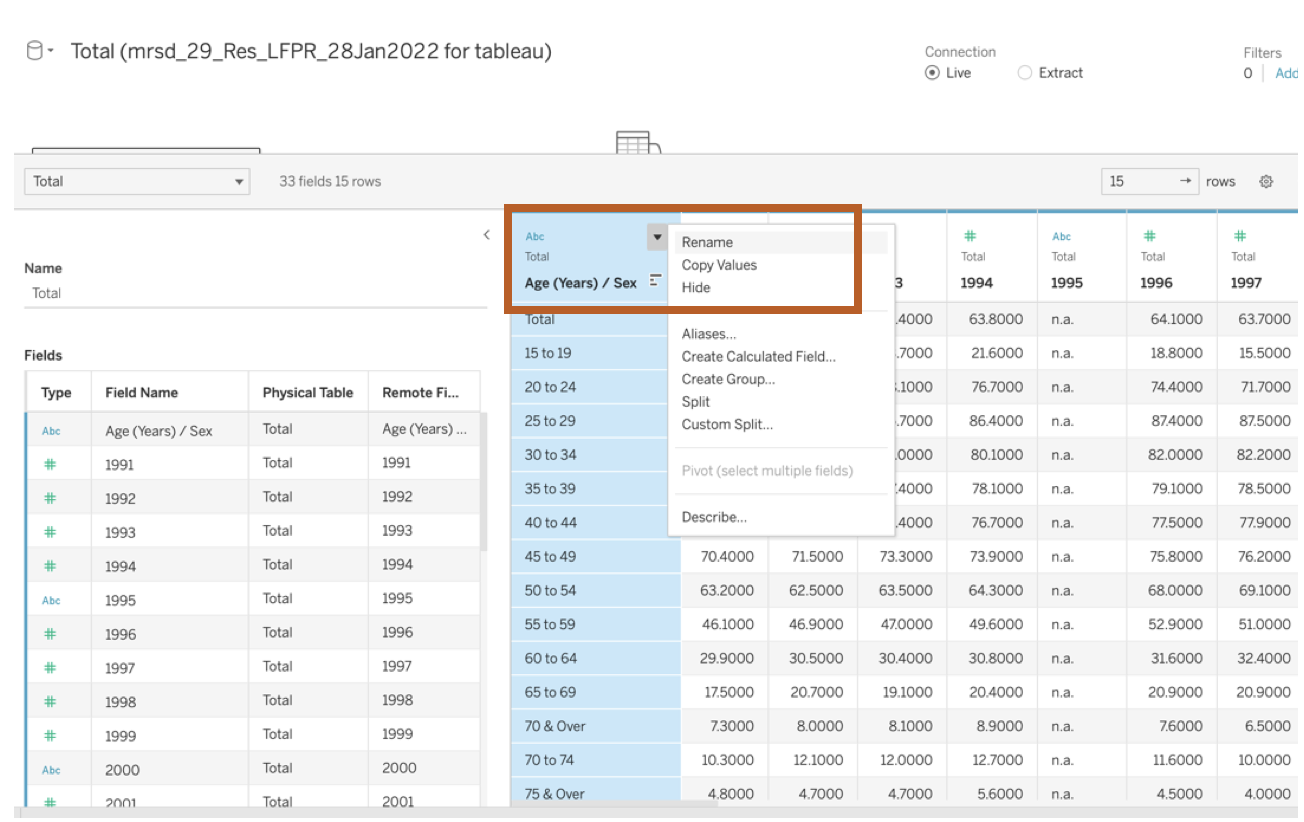 Total (mrsd_29_Res_LFPR_28Jan2022 for tableau)
Connection
Live Extract
Filters
0 Add
Total
33 fields 15 rows
15 → rows
Name
Total
Fields
Type Field Name Physical Table Remote Fi...
Abc Age (Years) / Sex Total Age (Years) ...
# 1991 Total 1991
# 1992 Total 1992
# 1993 Total 1993
# 1994 Total 1994
Abc 1995 Total 1995
# 1996 Total 1996
# 1997 Total 1997
# 1998 Total 1998
# 1999 Total 1999
Abc 2000 Total 2000
# 2001 Total 2001
Abc # Abc # #
Total Total Total Total Total
Age (Years) / Sex 3 1994 1995 1996 1997
Rename
Copy Values
Hide
Aliases...
Create Calculated Field...
Create Group...
Split
Custom Split...
Pivot (select multiple fields)
Describe...
Total .4000 63.8000 n.a. 64.1000 63.7000
15 to 19 .7000 21.6000 n.a. 18.8000 15.5000
20 to 24 .1000 76.7000 n.a. 74.4000 71.7000
25 to 29 .7000 86.4000 n.a. 87.4000 87.5000
30 to 34 .0000 80.1000 n.a. 82.0000 82.2000
35 to 39 .4000 78.1000 n.a. 79.1000 78.5000
40 to 44 .4000 76.7000 n.a. 77.5000 77.9000
45 to 49 70.4000 71.5000 73.3000 73.9000 n.a. 75.8000 76.2000
50 to 54 63.2000 62.5000 63.5000 64.3000 n.a. 68.0000 69.1000
55 to 59 46.1000 46.9000 47.0000 49.6000 n.a. 52.9000 51.0000
60 to 64 29.9000 30.5000 30.4000 30.8000 n.a. 31.6000 32.4000
65 to 69 17.5000 20.7000 19.1000 20.4000 n.a. 20.9000 20.9000
70 & Over 7.3000 8.0000 8.1000 8.9000 n.a. 7.6000 6.5000
70 to 74 10.3000 12.1000 12.0000 12.7000 n.a. 11.6000 10.0000
75 & Over 4.8000 4.7000 4.7000 5.6000 n.a. 4.5000 4.0000